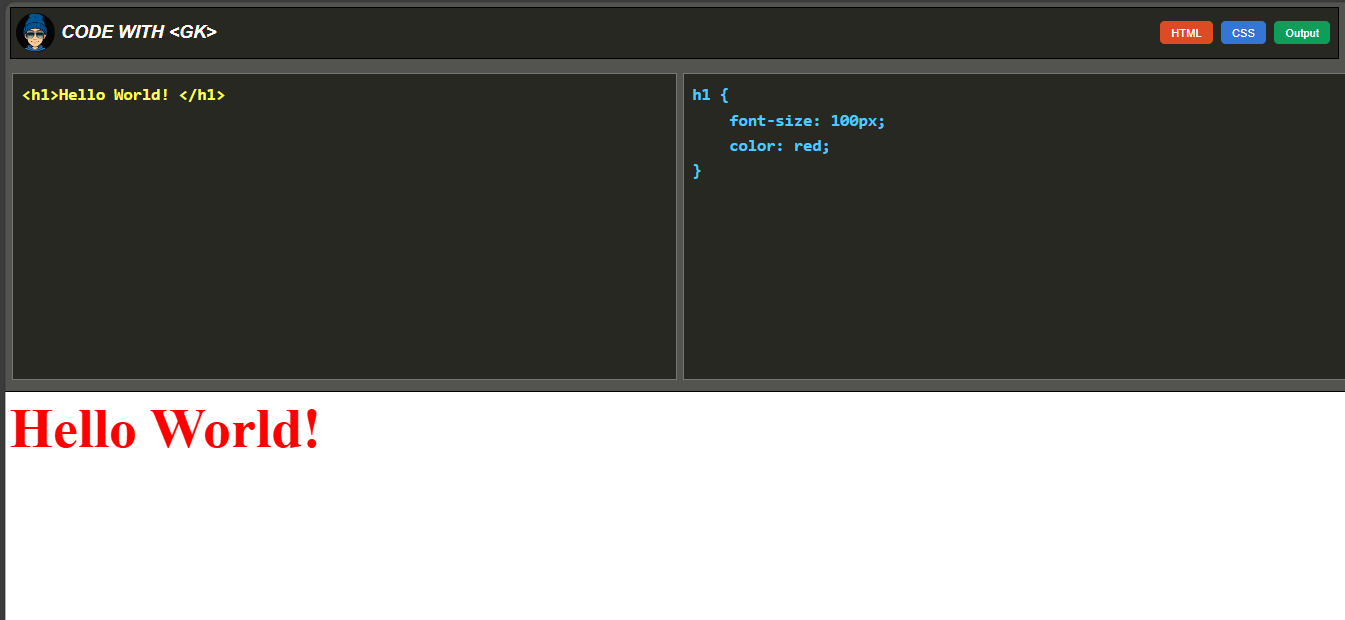 CODE WITH <GK>
HTML CSS Output
<h1>Hello World! </h1>
h1 {
    font-size: 100px;
    color: red;
}
Hello World!